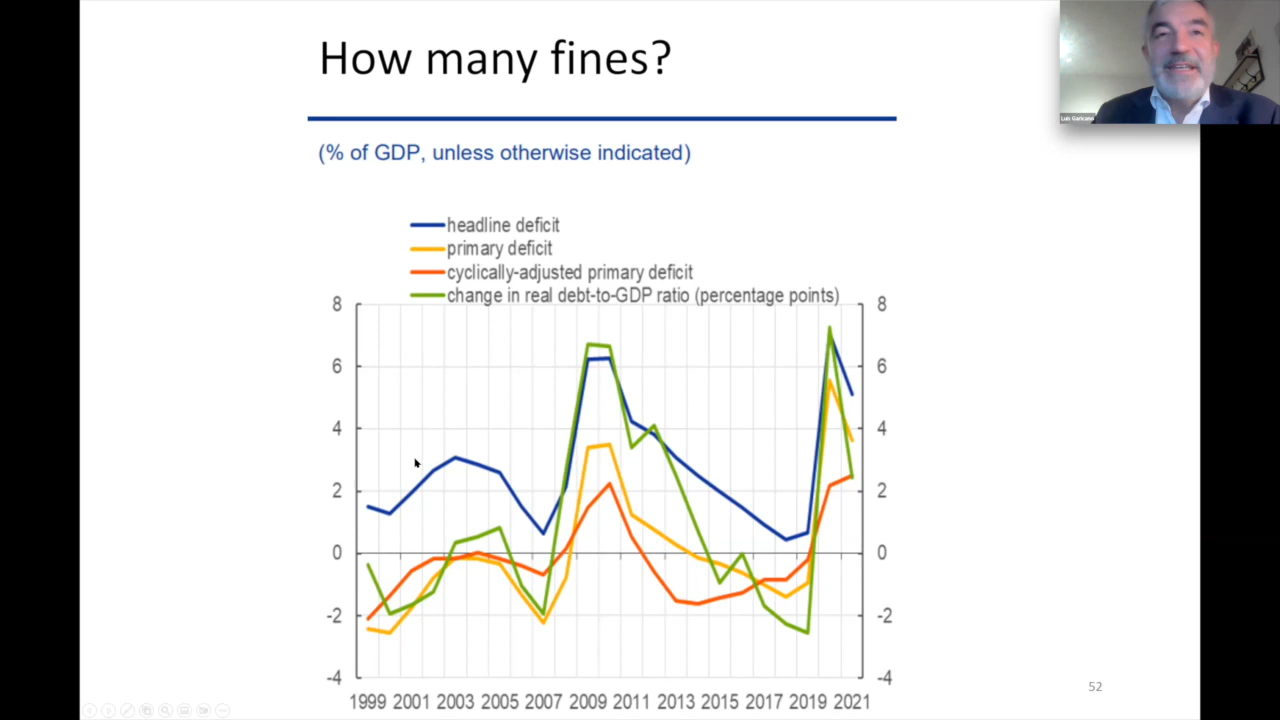 How many fines?
Luis Garicano
(% of GDP, unless otherwise indicated)
headline deficit
primary deficit
cyclically-adjusted primary deficit
change in real debt-to-GDP ratio (percentage points)
8 8
6 6
4 4
2 2
0 0
-2 -2
-4 -4
1999 2001 2003 2005 2007 2009 2011 2013 2015 2017 2019 2021
52